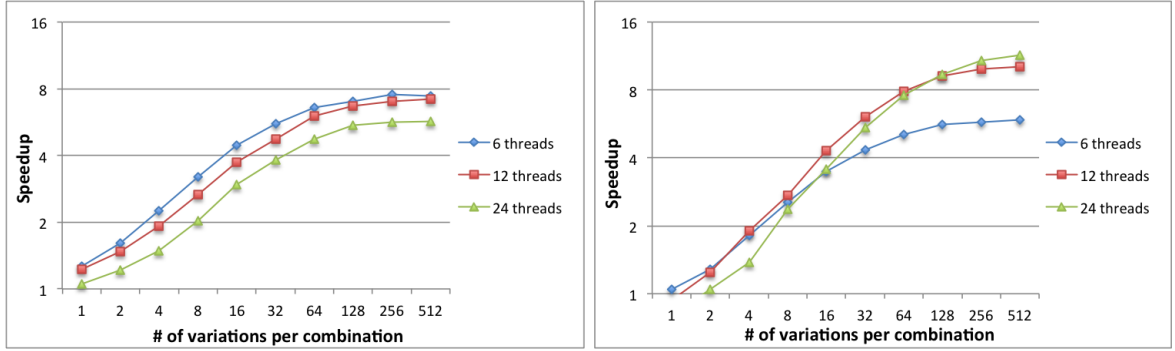 16
8
4
2
1
Speedup
1 2 4 8 16 32 64 128 256 512
# of variations per combination
6 threads
12 threads
24 threads
16
8
4
2
1
Speedup
1 2 4 8 16 32 64 128 256 512
# of variations per combination
6 threads
12 threads
24 threads